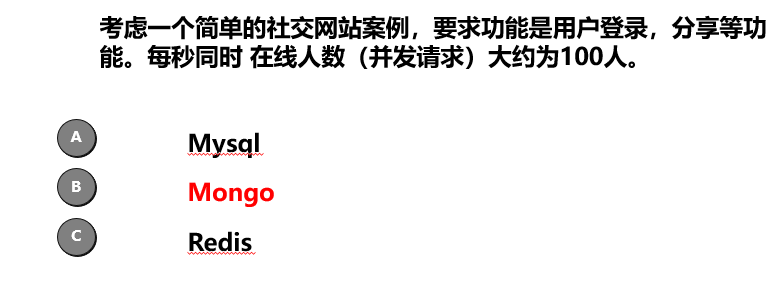 考虑一个简单的社交网站案例，要求功能是用户登录，分享等功
能。每秒同时 在线人数（并发请求）大约为100人。
A Mysql
B Mongo
C Redis